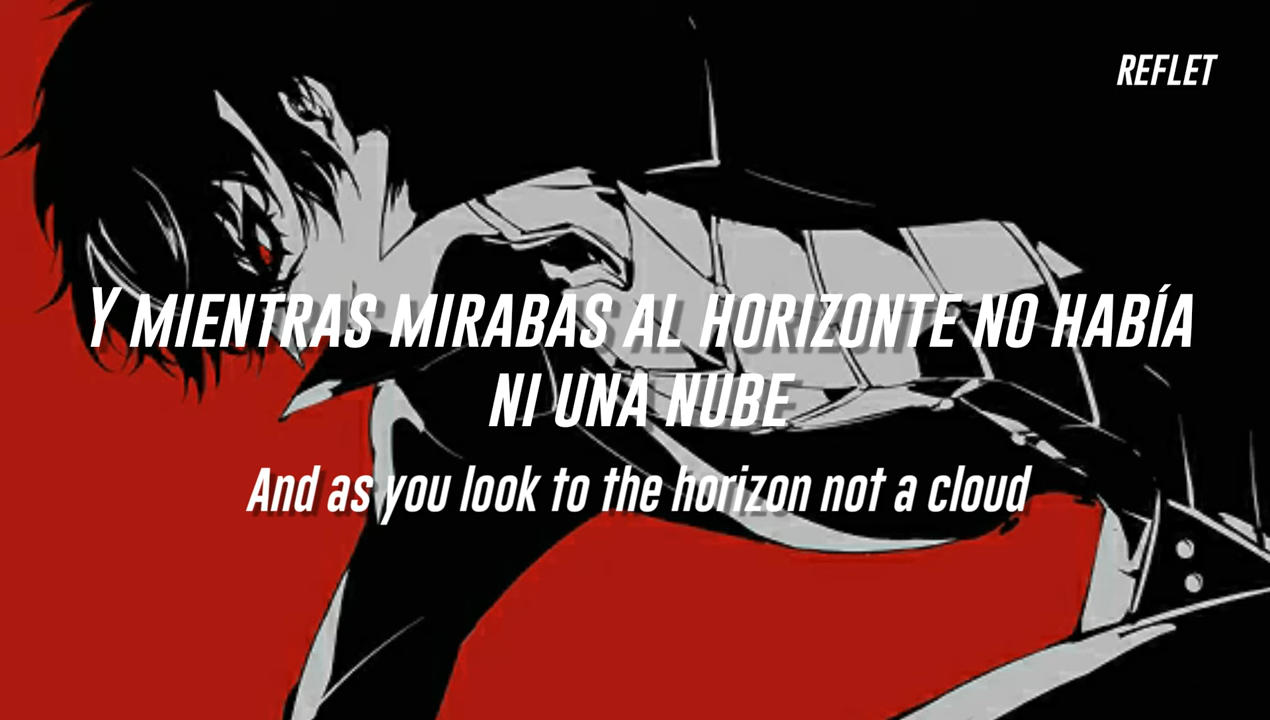 REFLET
Y MIENTRAS MIRABAS AL HORIZONTE NO HABÍA
NI UNA NUBE
And as you look to the horizon not a cloud